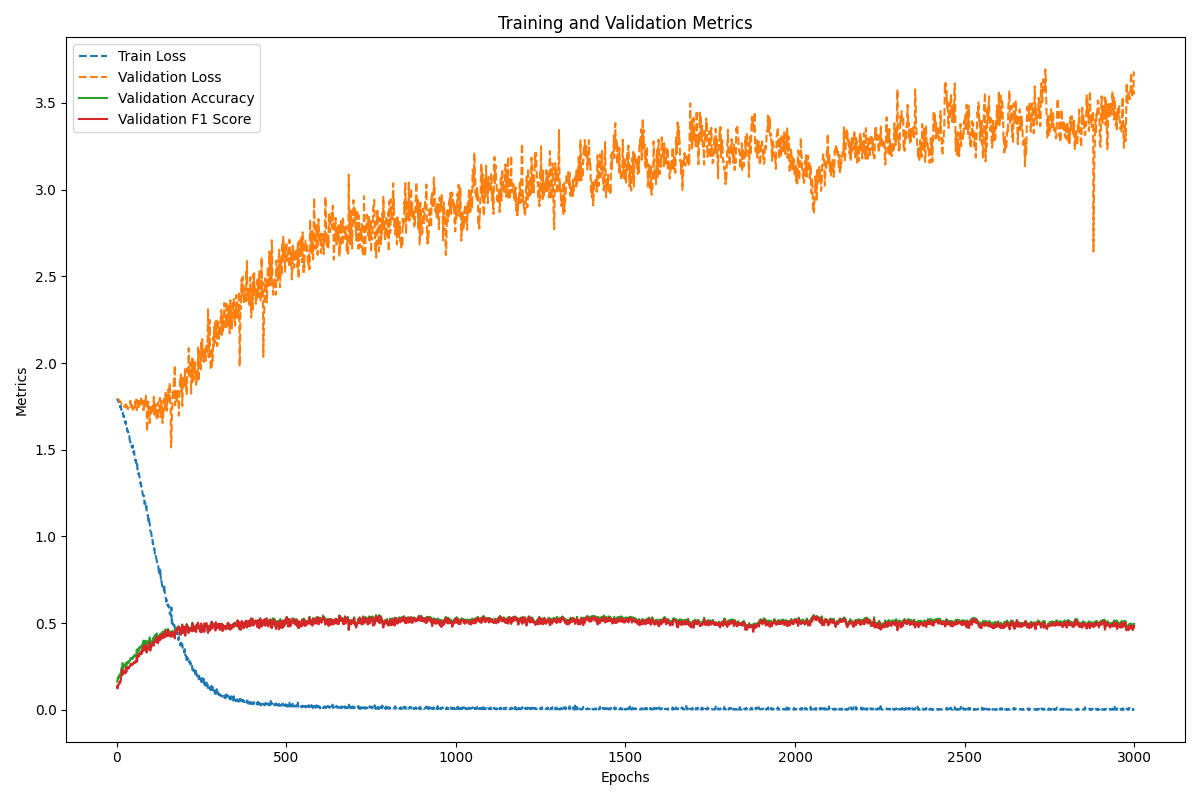 Training and Validation Metrics
Train Loss
Validation Loss
Validation Accuracy
Validation F1 Score
Metrics
3.5
3.0
2.5
2.0
1.5
1.0
0.5
0.0
0 500 1000 1500 2000 2500 3000
Epochs